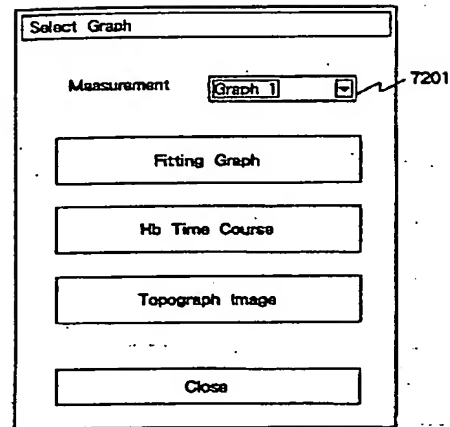 Select Graph
Measurement Graph 1 7201
Fitting Graph
Hb Time Course
Topograph Image
Close